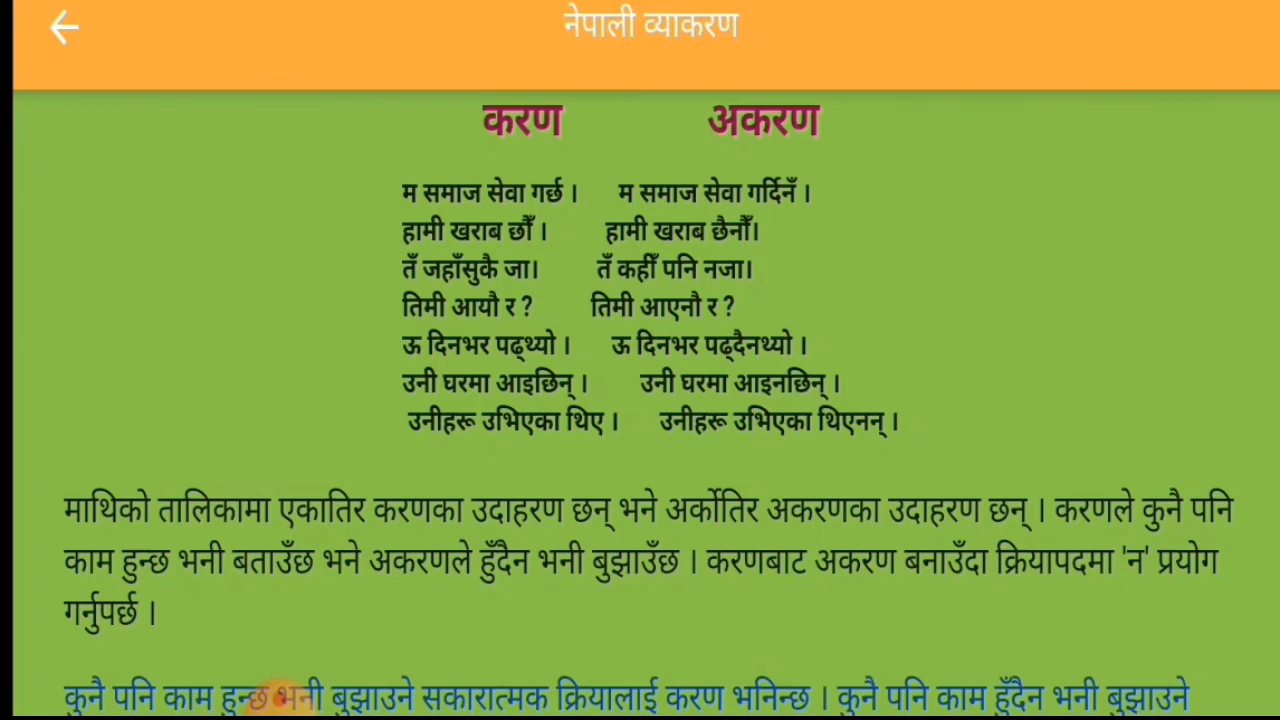 नेपाली व्याकरण
करण अकरण
म समाज सेवा गर्छ । म समाज सेवा गर्दिनँ ।
हामी खराब छौँ । हामी खराब छैनौँ।
तँ जहाँसुकै जा। तँ कहीँ पनि नजा।
तिमी आयौ र ? तिमी आएनौ र ?
ऊ दिनभर पढ्थ्यो । ऊ दिनभर पढ्दैनथ्यो ।
उनी घरमा आइछिन् । उनी घरमा आइनछिन् ।
उनीहरू उभिएका थिए । उनीहरू उभिएका थिएनन् ।
माथिको तालिकामा एकातिर करणका उदाहरण छन् भने अर्कोतिर अकरणका उदाहरण छन् । करणले कुनै पनि
काम हुन्छ भनी बताउँछ भने अकरणले हुँदैन भनी बुझाउँछ । करणबाट अकरण बनाउँदा क्रियापदमा 'न' प्रयोग
गर्नुपर्छ ।
कुनै पनि काम हुन्छ भनी बुझाउने सकारात्मक क्रियालाई करण भनिन्छ । कुनै पनि काम हुँदैन भनी बुझाउने